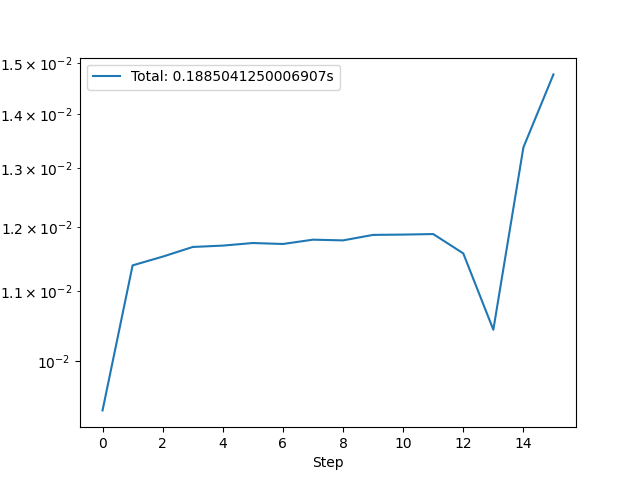 1.5 × 10⁻²
Total: 0.1885041250006907s
1.4 × 10⁻²
1.3 × 10⁻²
1.2 × 10⁻²
1.1 × 10⁻²
10⁻²
0 2 4 6 8 10 12 14
Step